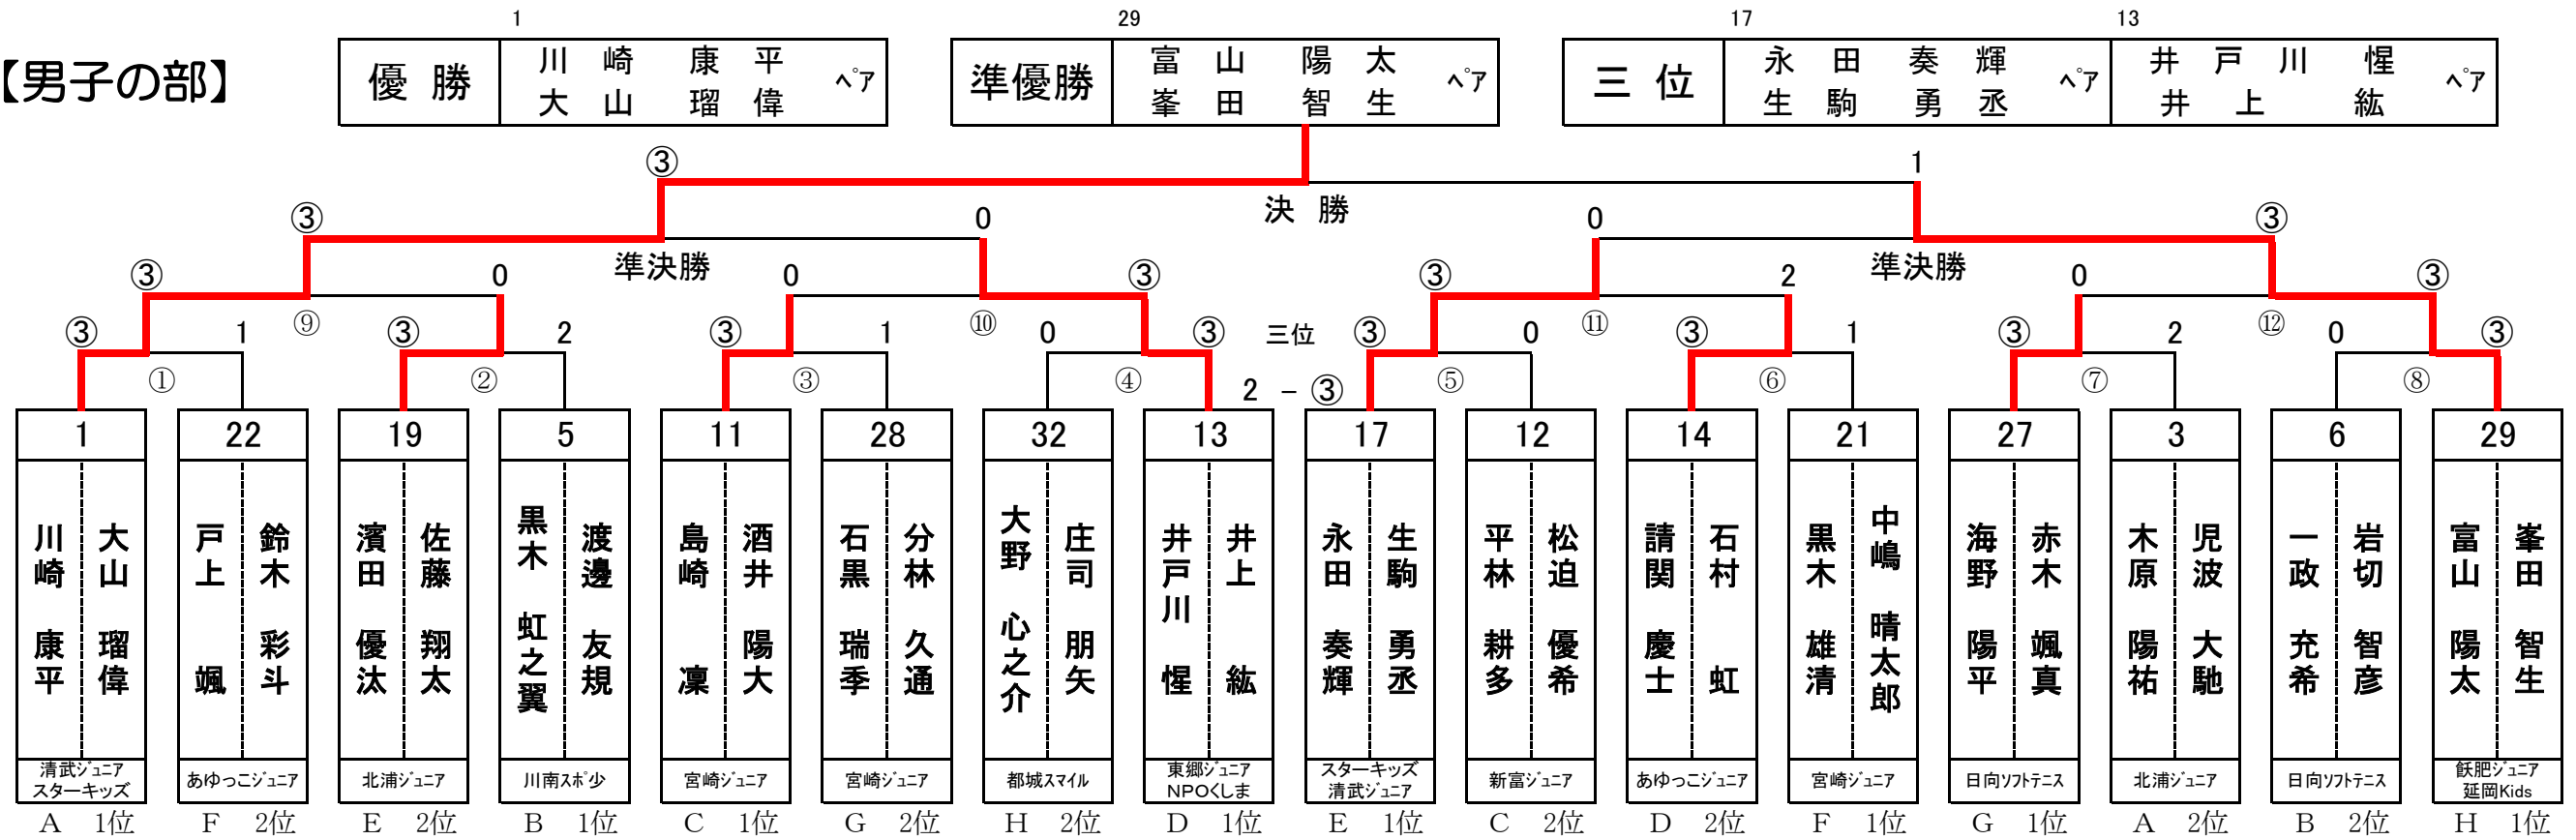 1 29 17 13
【男子の部】
優 勝 川 崎 康 平 大 山 瑠 偉 ペア
準優勝 富 山 陽 太 峯 田 智 生 ペア
三 位 永 田 奏 輝 生 駒 勇 丞 ペア 井 戸 川 惺 井 上 紘 ペア
③ 1
決 勝
③ 0 0 ③
準決勝 準決勝
③ 0 0 ③ ③ 2 0 ③
⑨ ⑩ ⑪ ⑫
③ 1 ③ 2 ③ 1 0 ③ 三位 ③ 0 ③ 1 ③ 2 0 ③
① ② ③ ④ 2 - ③ ⑤ ⑥ ⑦ ⑧
1 22 19 5 11 28 32 13 17 12 14 21 27 3 6 29
川崎 康平
大山 瑠偉
戸上 颯
鈴木 彩斗
濱田 優汰
佐藤 翔太
黒木 虹之翼
渡邊 友規
島崎 凜
酒井 陽大
石黒 瑞季
分林 久通
大野 心之介
庄司 朋矢
井戸川 惺
井上 紘
永田 奏輝
生駒 勇丞
平林 耕多
松迫 優希
請関 慶士
石村 虹
黒木 雄清
中嶋 晴太郎
海野 陽平
赤木 颯真
木原 陽祐
児波 大馳
一政 充希
岩切 智彦
富山 陽太
峯田 智生
清武ジュニア
スターキッズ
あゆっこジュニア
北浦ジュニア
川南スポ少
宮崎ジュニア
宮崎ジュニア
都城スマイル
東郷ジュニア
NPOくしま
スターキッズ
清武ジュニア
新富ジュニア
あゆっこジュニア
宮崎ジュニア
日向ソフトテニス
北浦ジュニア
日向ソフトテニス
飫肥ジュニア
延岡Kids
A 1位 F 2位 E 2位 B 1位 C 1位 G 2位 H 2位 D 1位 E 1位 C 2位 D 2位 F 1位 G 1位 A 2位 B 2位 H 1位